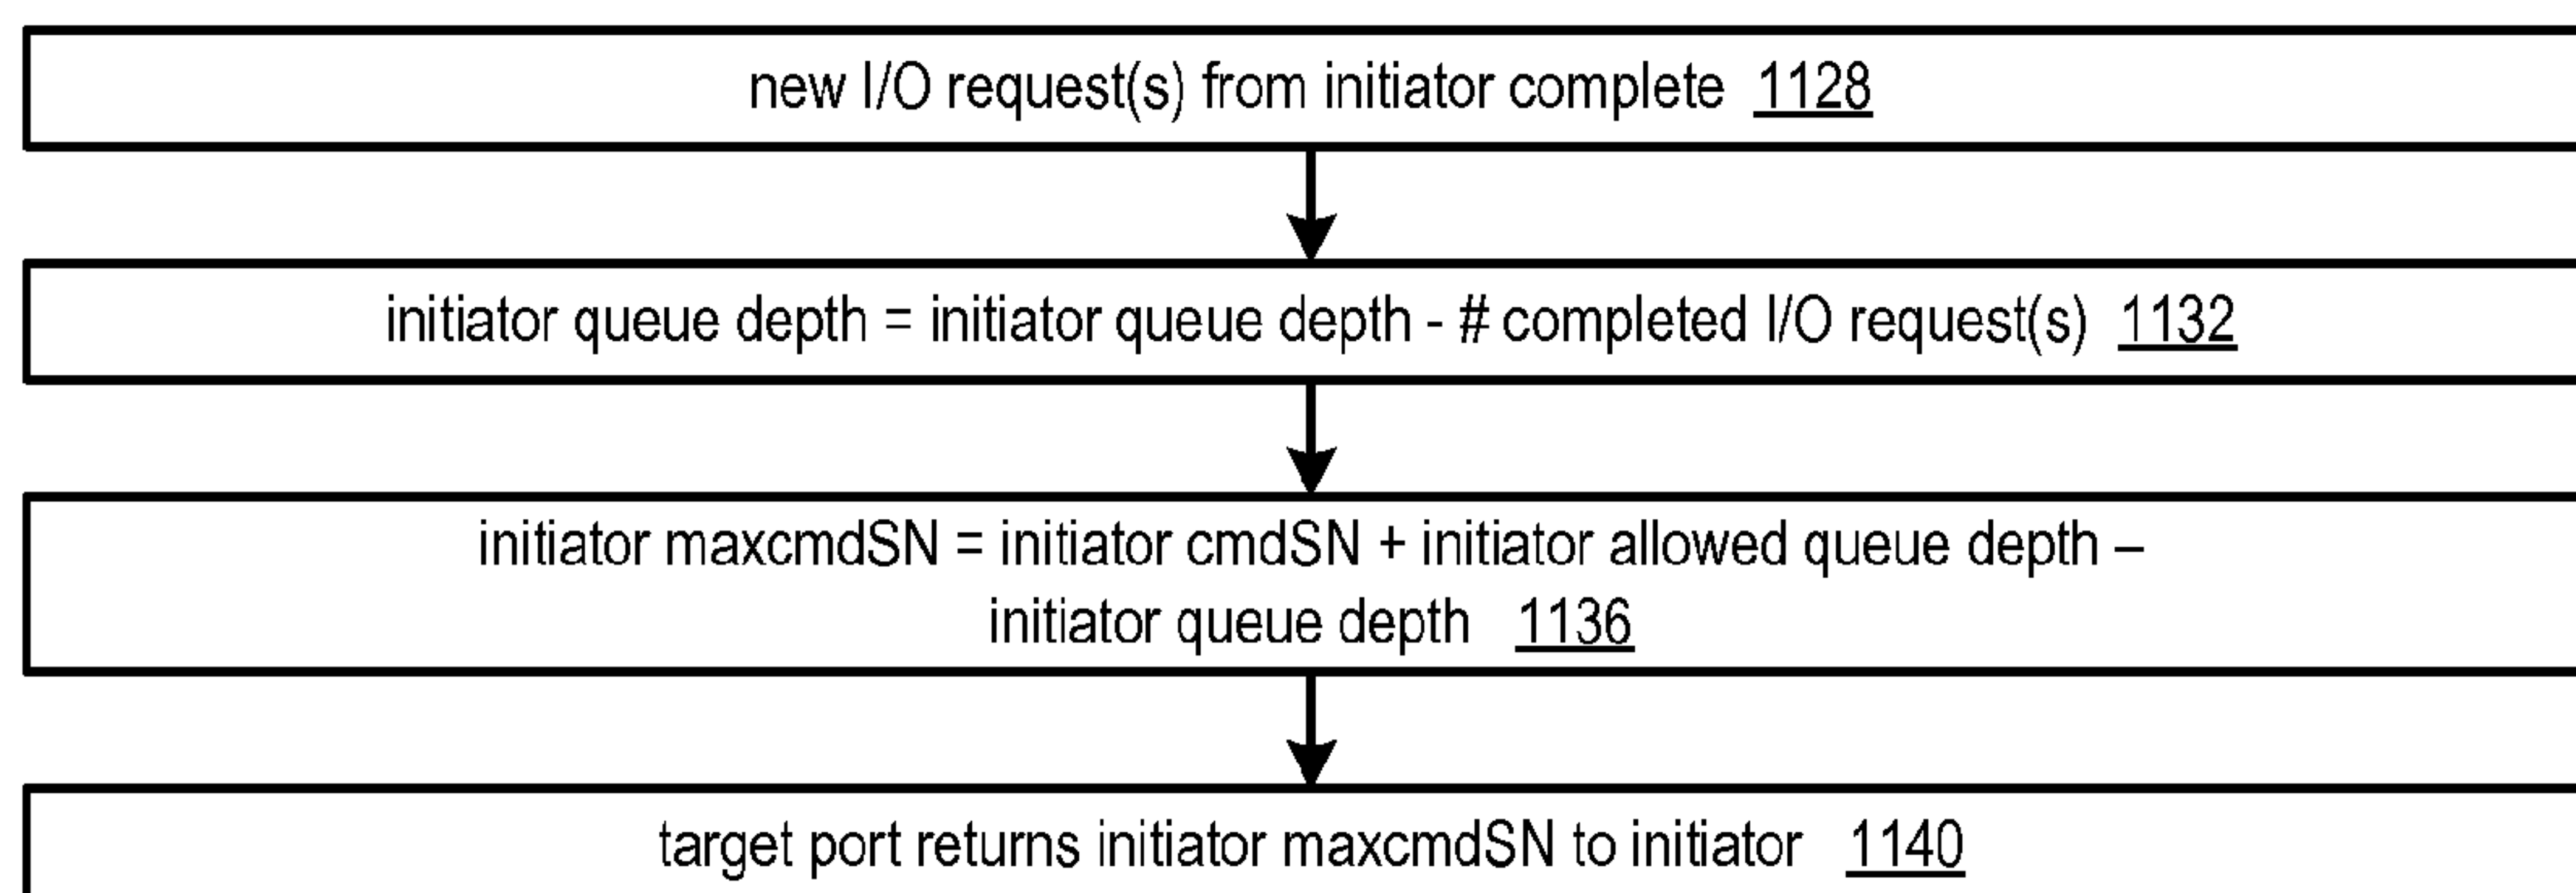 new I/O request(s) from initiator complete 1128
initiator queue depth = initiator queue depth - # completed I/O request(s) 1132
initiator maxcmdSN = initiator cmdSN + initiator allowed queue depth –
initiator queue depth 1136
target port returns initiator maxcmdSN to initiator 1140